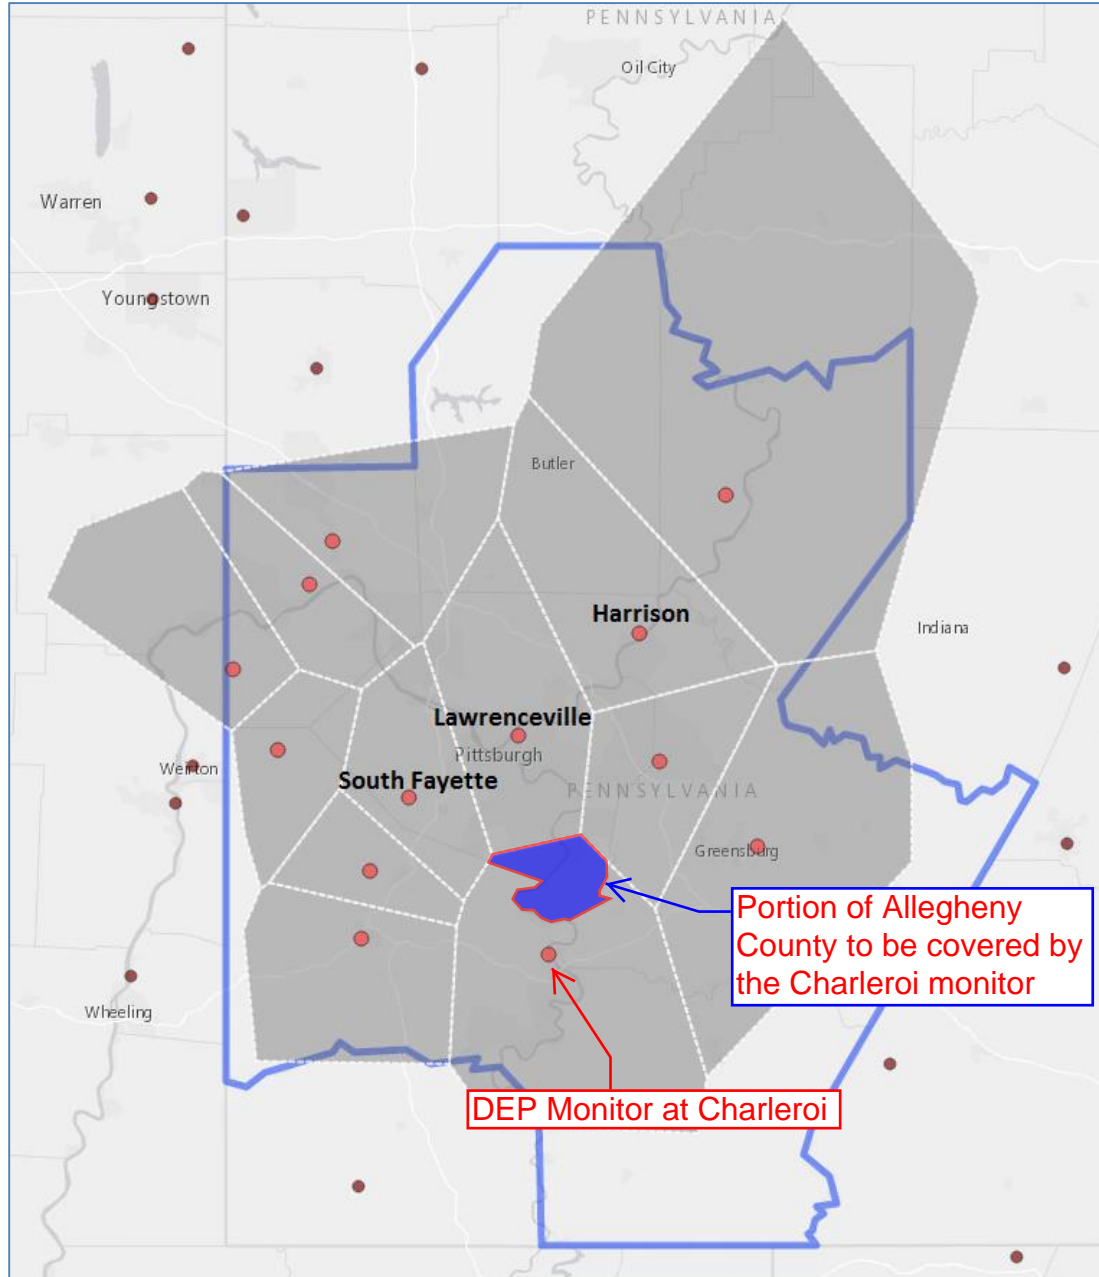 PENNSYLVANIA
Oil City
Warren
Youngstown
Butler
Harrison
Indiana
Lawrenceville
Pittsburgh
Weirton
South Fayette
PENNSYLVANIA
Greensburg
Portion of Allegheny
County to be covered by
the Charleroi monitor
Wheeling
DEP Monitor at Charleroi